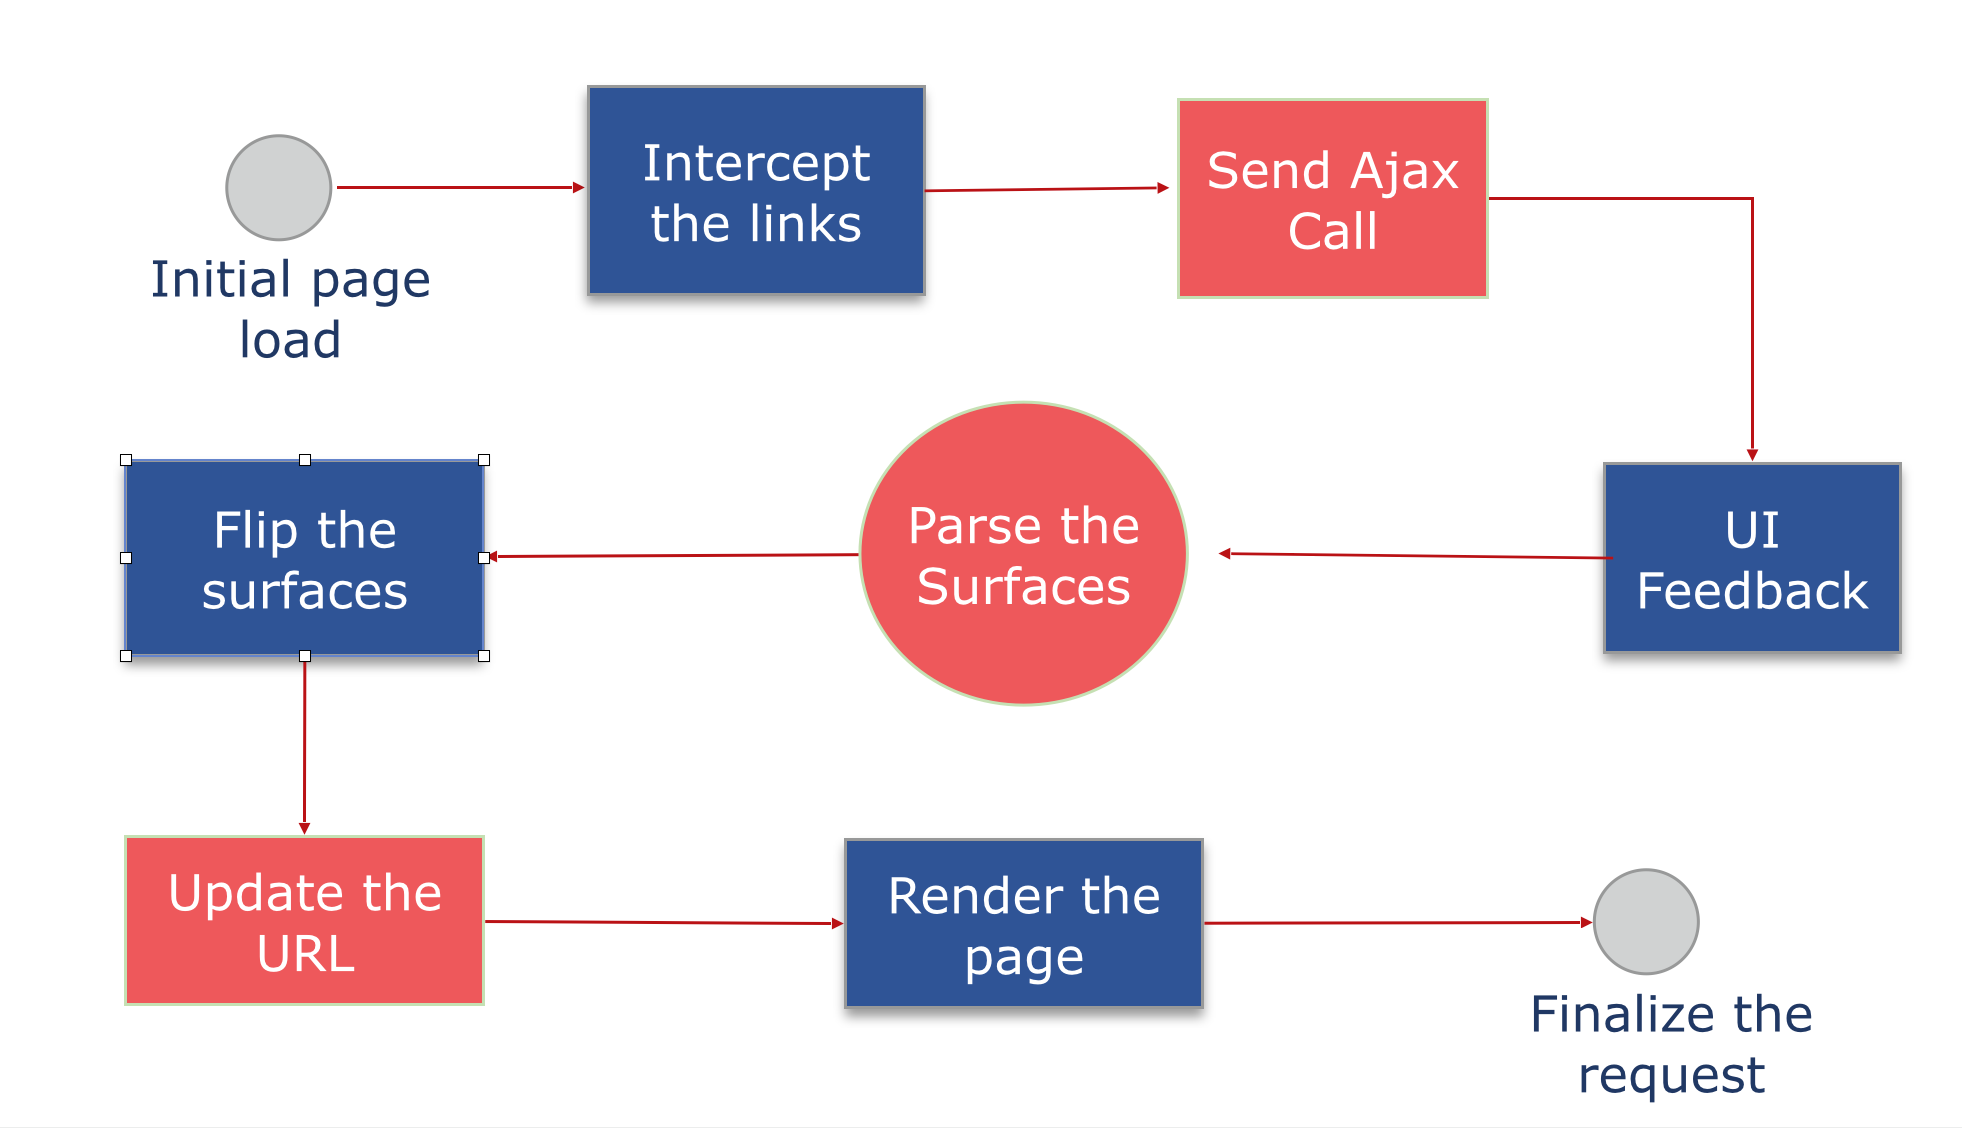 Initial page
load
Intercept
the links
Send Ajax
Call
UI
Feedback
Parse the
Surfaces
Flip the
surfaces
Update the
URL
Render the
page
Finalize the
request